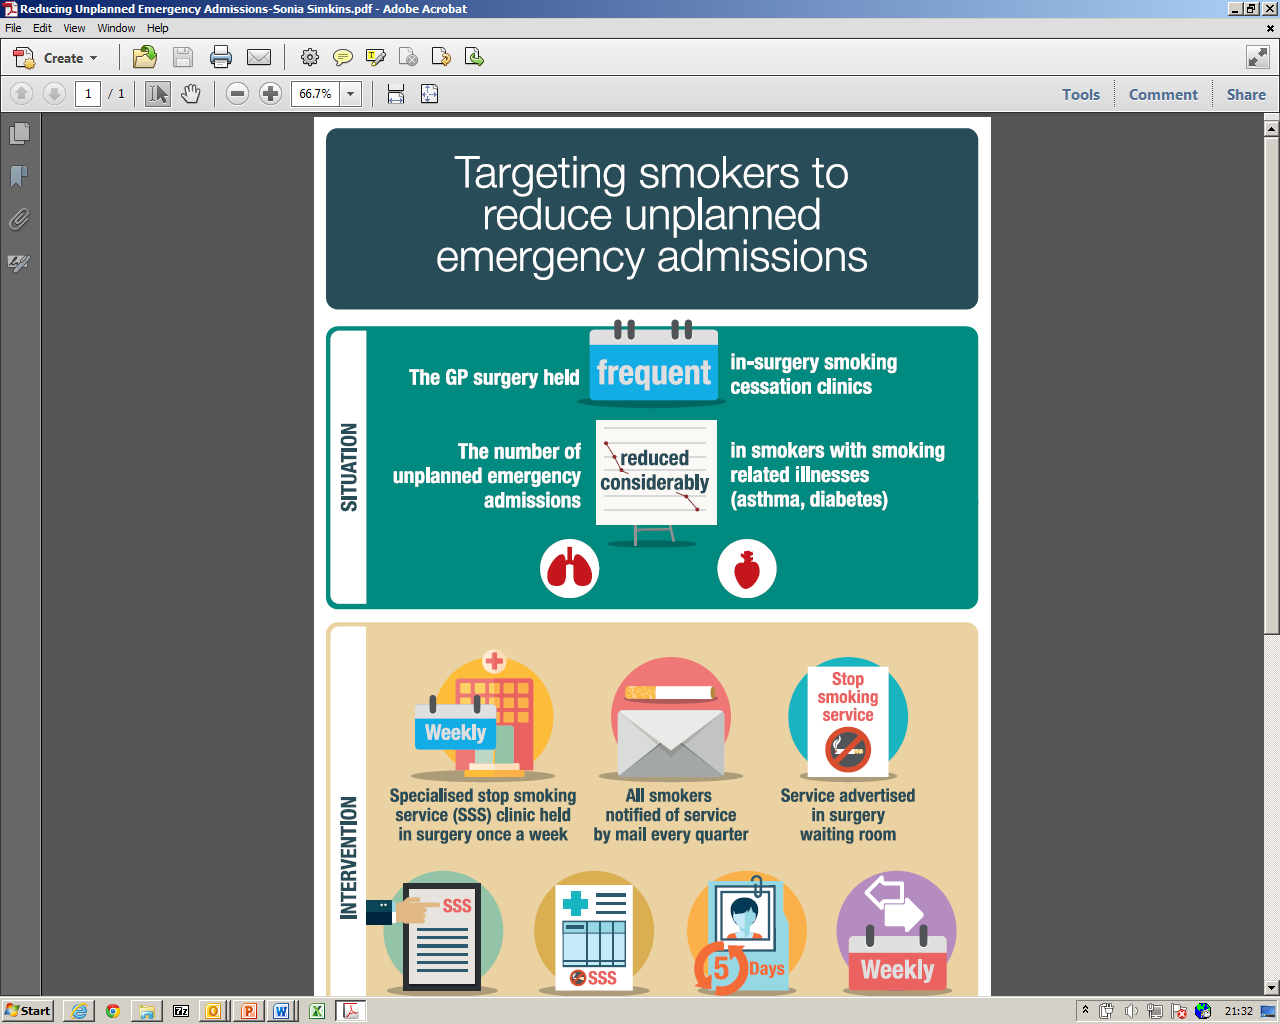 Reducing Unplanned Emergency Admissions-Sonia Simkins.pdf - Adobe Acrobat
File Edit View Window Help
Create
1 / 1 66.7% Tools Comment Share
Targeting smokers to
reduce unplanned
emergency admissions
SITUATION
The GP surgery held
frequent
in-surgery smoking
cessation clinics
The number of
unplanned emergency
admissions
reduced
considerably
in smokers with smoking
related illnesses
(asthma, diabetes)
INTERVENTION
Weekly
Specialised stop smoking
service (SSS) clinic held
in surgery once a week
All smokers
notified of service
by mail every quarter
Stop
smoking
service
Service advertised
in surgery
waiting room
SSS
SSS
5 Days
Weekly
Start 7z O P W X 21:32